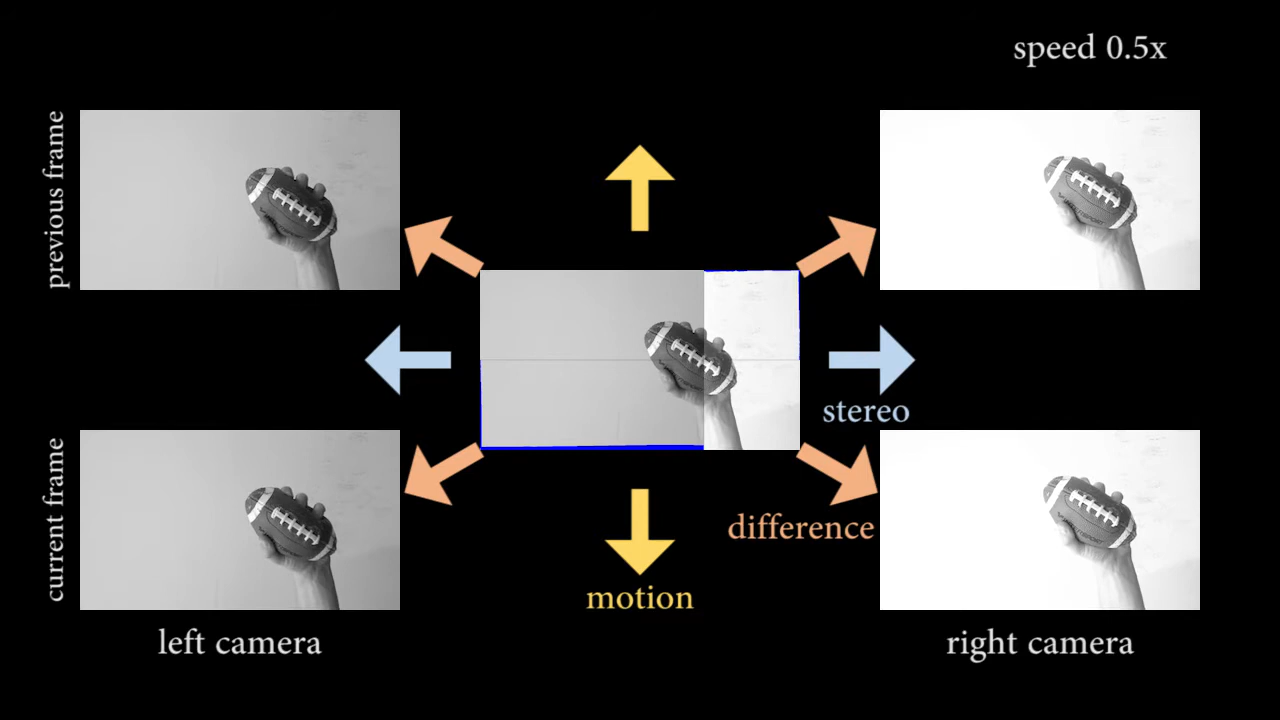 speed 0.5x
previous frame
stereo
difference
current frame
motion
left camera
right camera